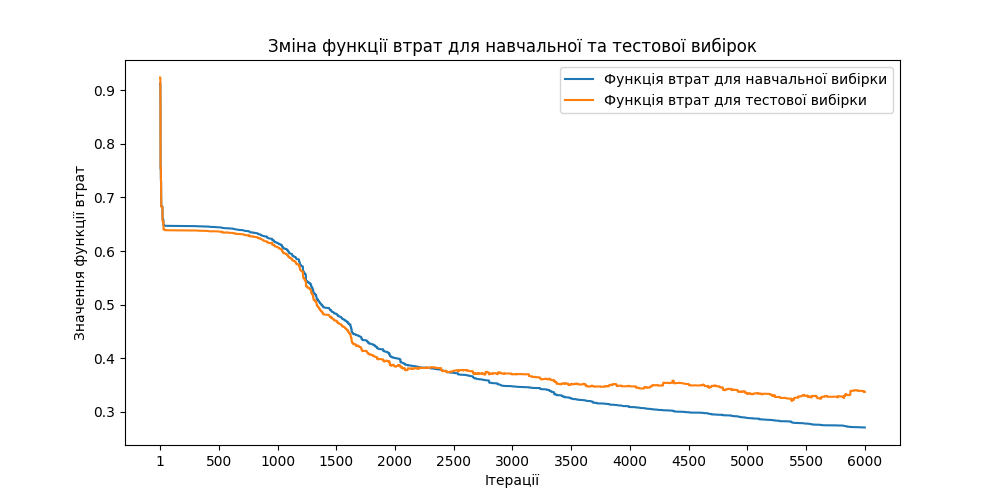 Зміна функції втрат для навчальної та тестової вибірок
Функція втрат для навчальної вибірки
Функція втрат для тестової вибірки
Значення функції втрат
0.9
0.8
0.7
0.6
0.5
0.4
0.3
1 500 1000 1500 2000 2500 3000 3500 4000 4500 5000 5500 6000
Ітерації